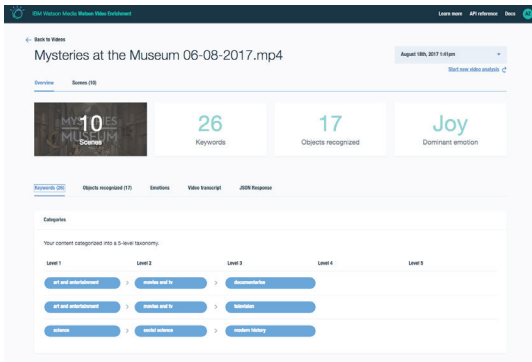 IBM Watson Media Watson Video Enrichment
Learn more API reference Docs
← Back to Videos
Mysteries at the Museum 06-08-2017.mp4
August 18th, 2017 1:41pm
Start new video analysis
Overview Scenes (10)
MYSTERIES MUSEUM
10 Scenes
26 Keywords
17 Objects recognized
Joy Dominant emotion
Keywords (26) Objects recognized (17) Emotions Video transcript JSON Response
Categories
Your content categorized into a 5-level taxonomy.
Level 1 Level 2 Level 3 Level 4 Level 5
art and entertainment > movies and tv > documentaries
art and entertainment > movies and tv > television
science > social science > modern history